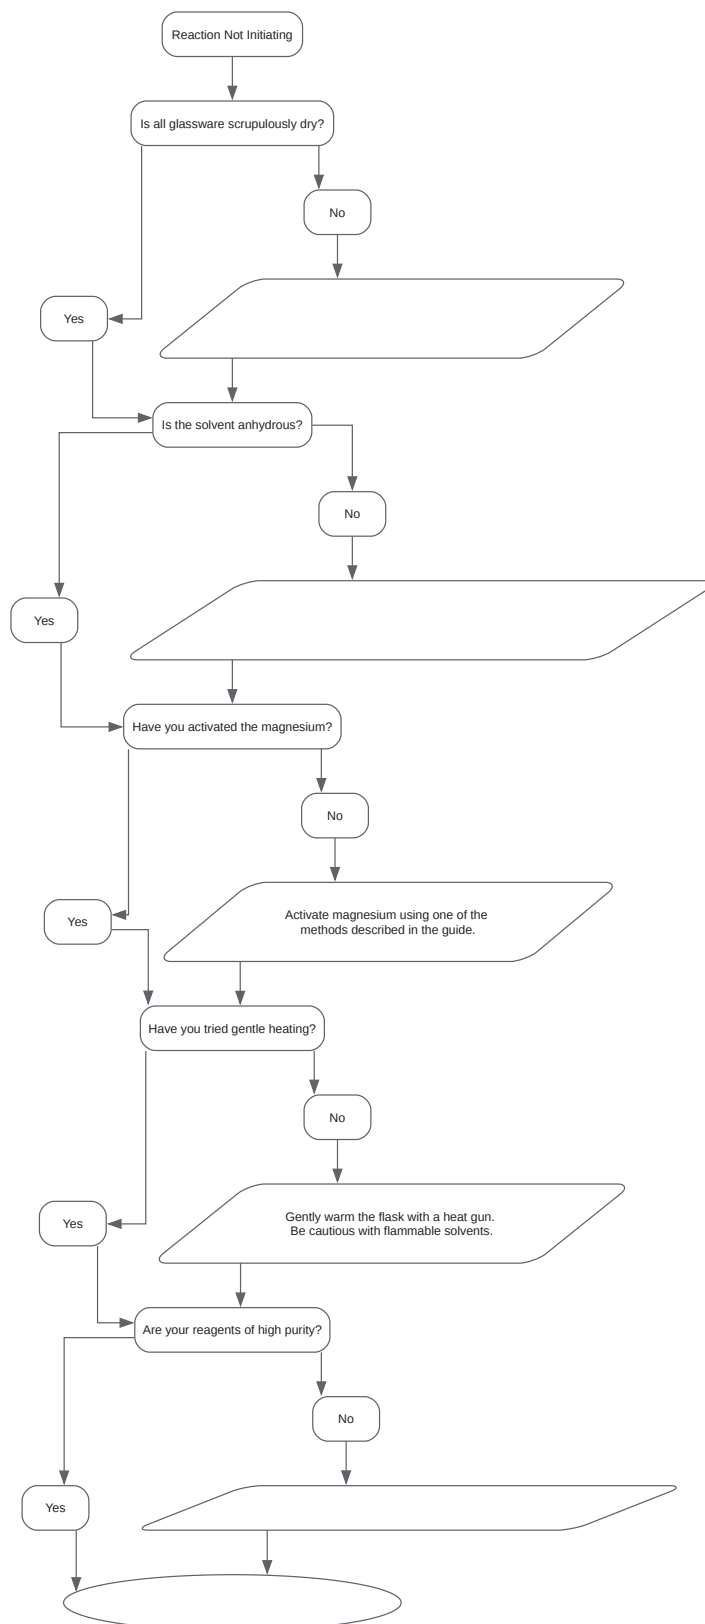 Reaction Not Initiating
Is all glassware scrupulously dry?
No
Yes
Is the solvent anhydrous?
No
Yes
Have you activated the magnesium?
No
Activate magnesium using one of the
methods described in the guide.
Yes
Have you tried gentle heating?
No
Gently warm the flask with a heat gun.
Be cautious with flammable solvents.
Yes
Are your reagents of high purity?
No
Yes